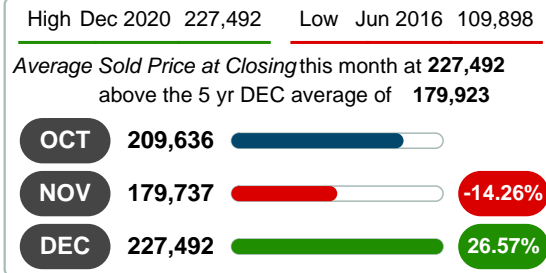 High Dec 2020 227,492 Low Jun 2016 109,898
Average Sold Price at Closing this month at 227,492
above the 5 yr DEC average of 179,923
OCT 209,636
NOV 179,737 -14.26%
DEC 227,492 26.57%